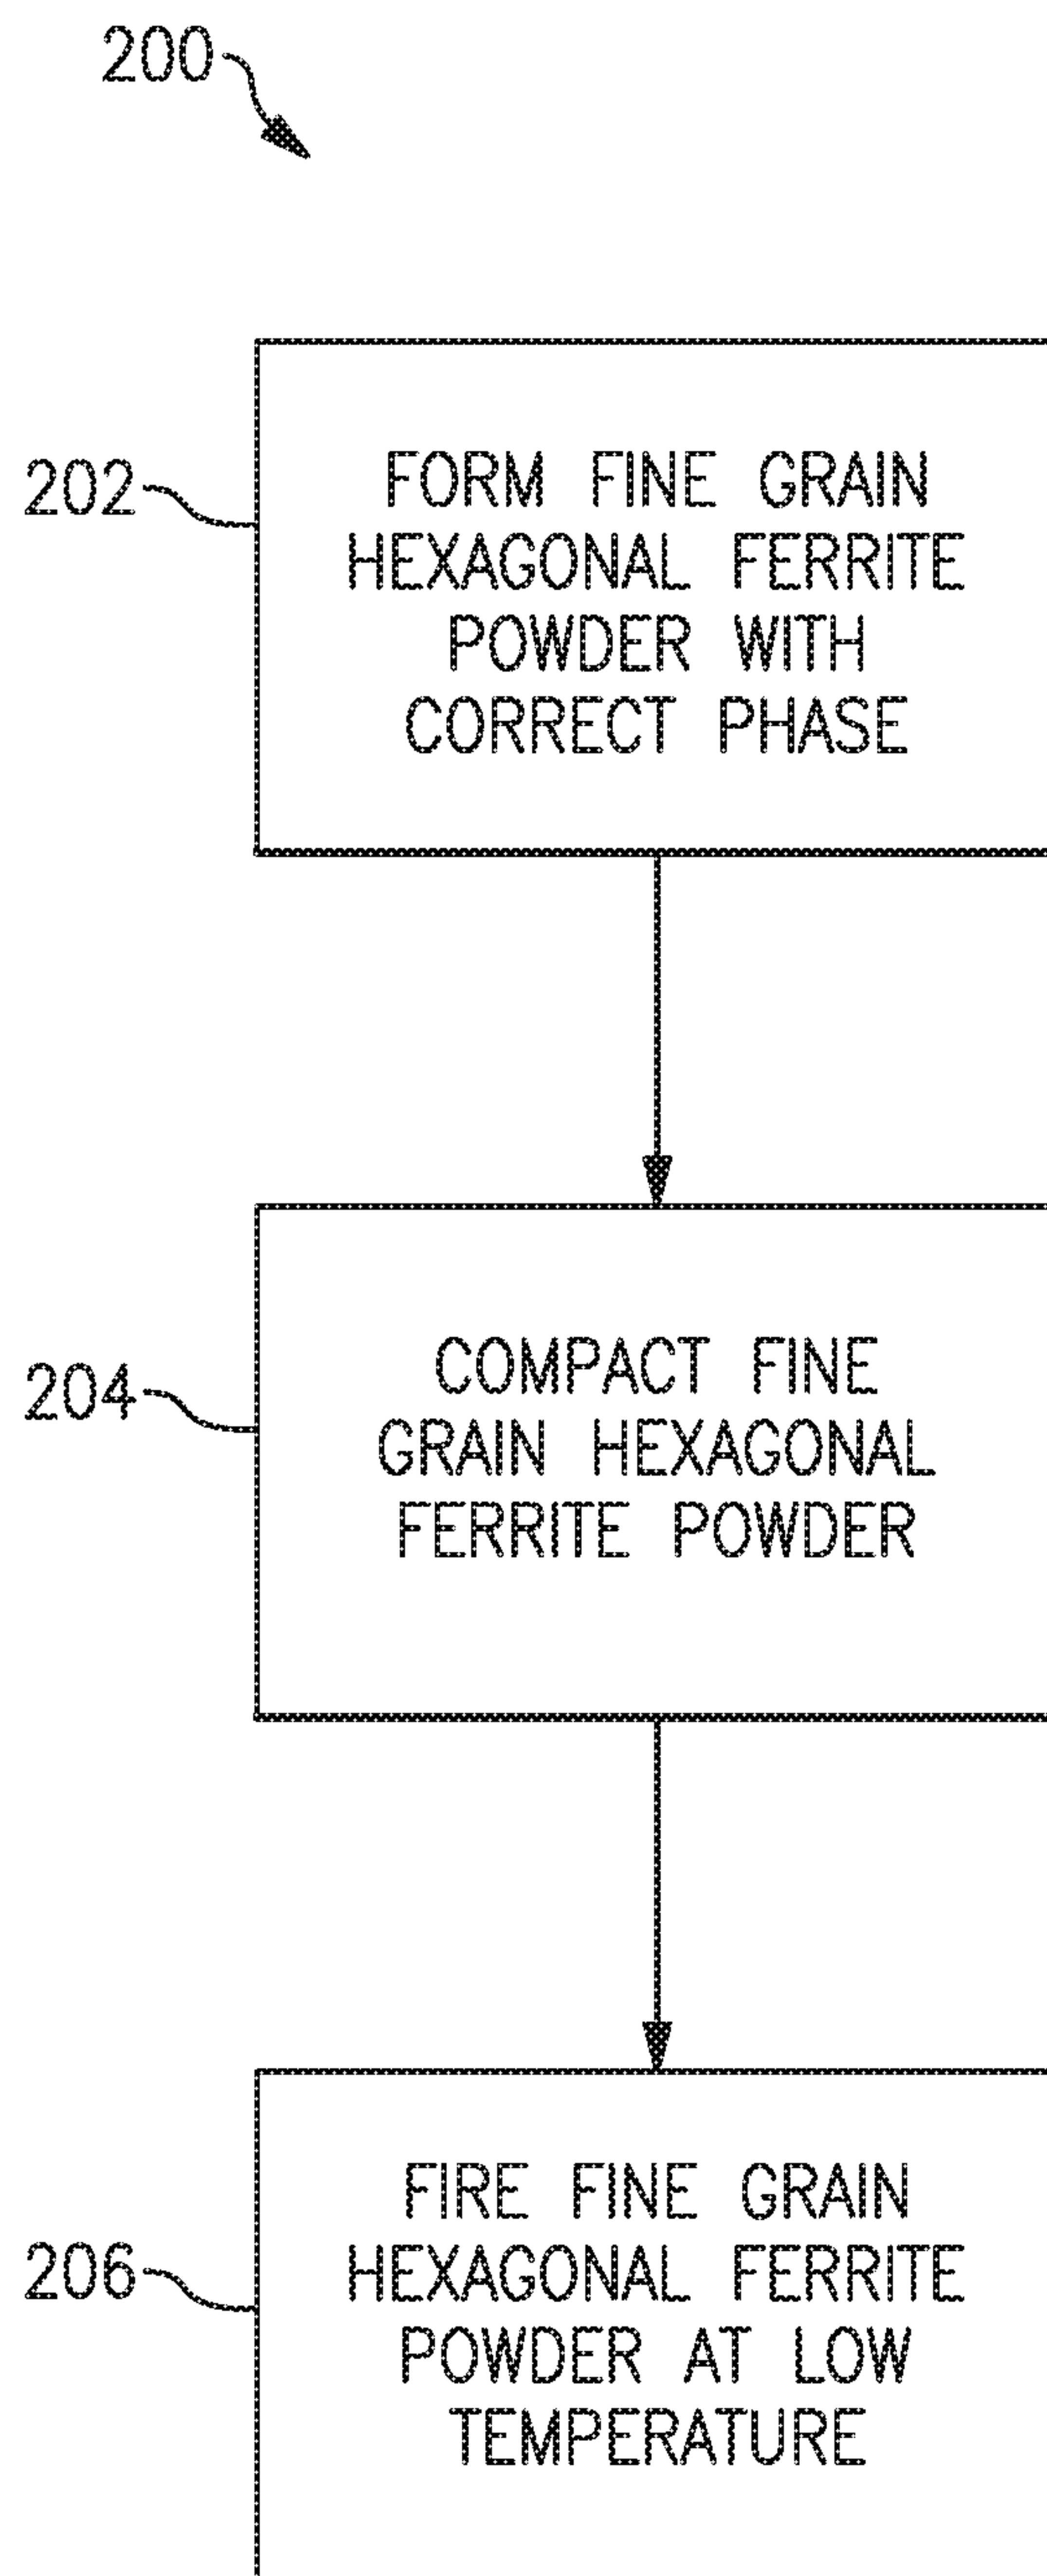 200
202
FORM FINE GRAIN
HEXAGONAL FERRITE
POWDER WITH
CORRECT PHASE
204
COMPACT FINE
GRAIN HEXAGONAL
FERRITE POWDER
206
FIRE FINE GRAIN
HEXAGONAL FERRITE
POWDER AT LOW
TEMPERATURE